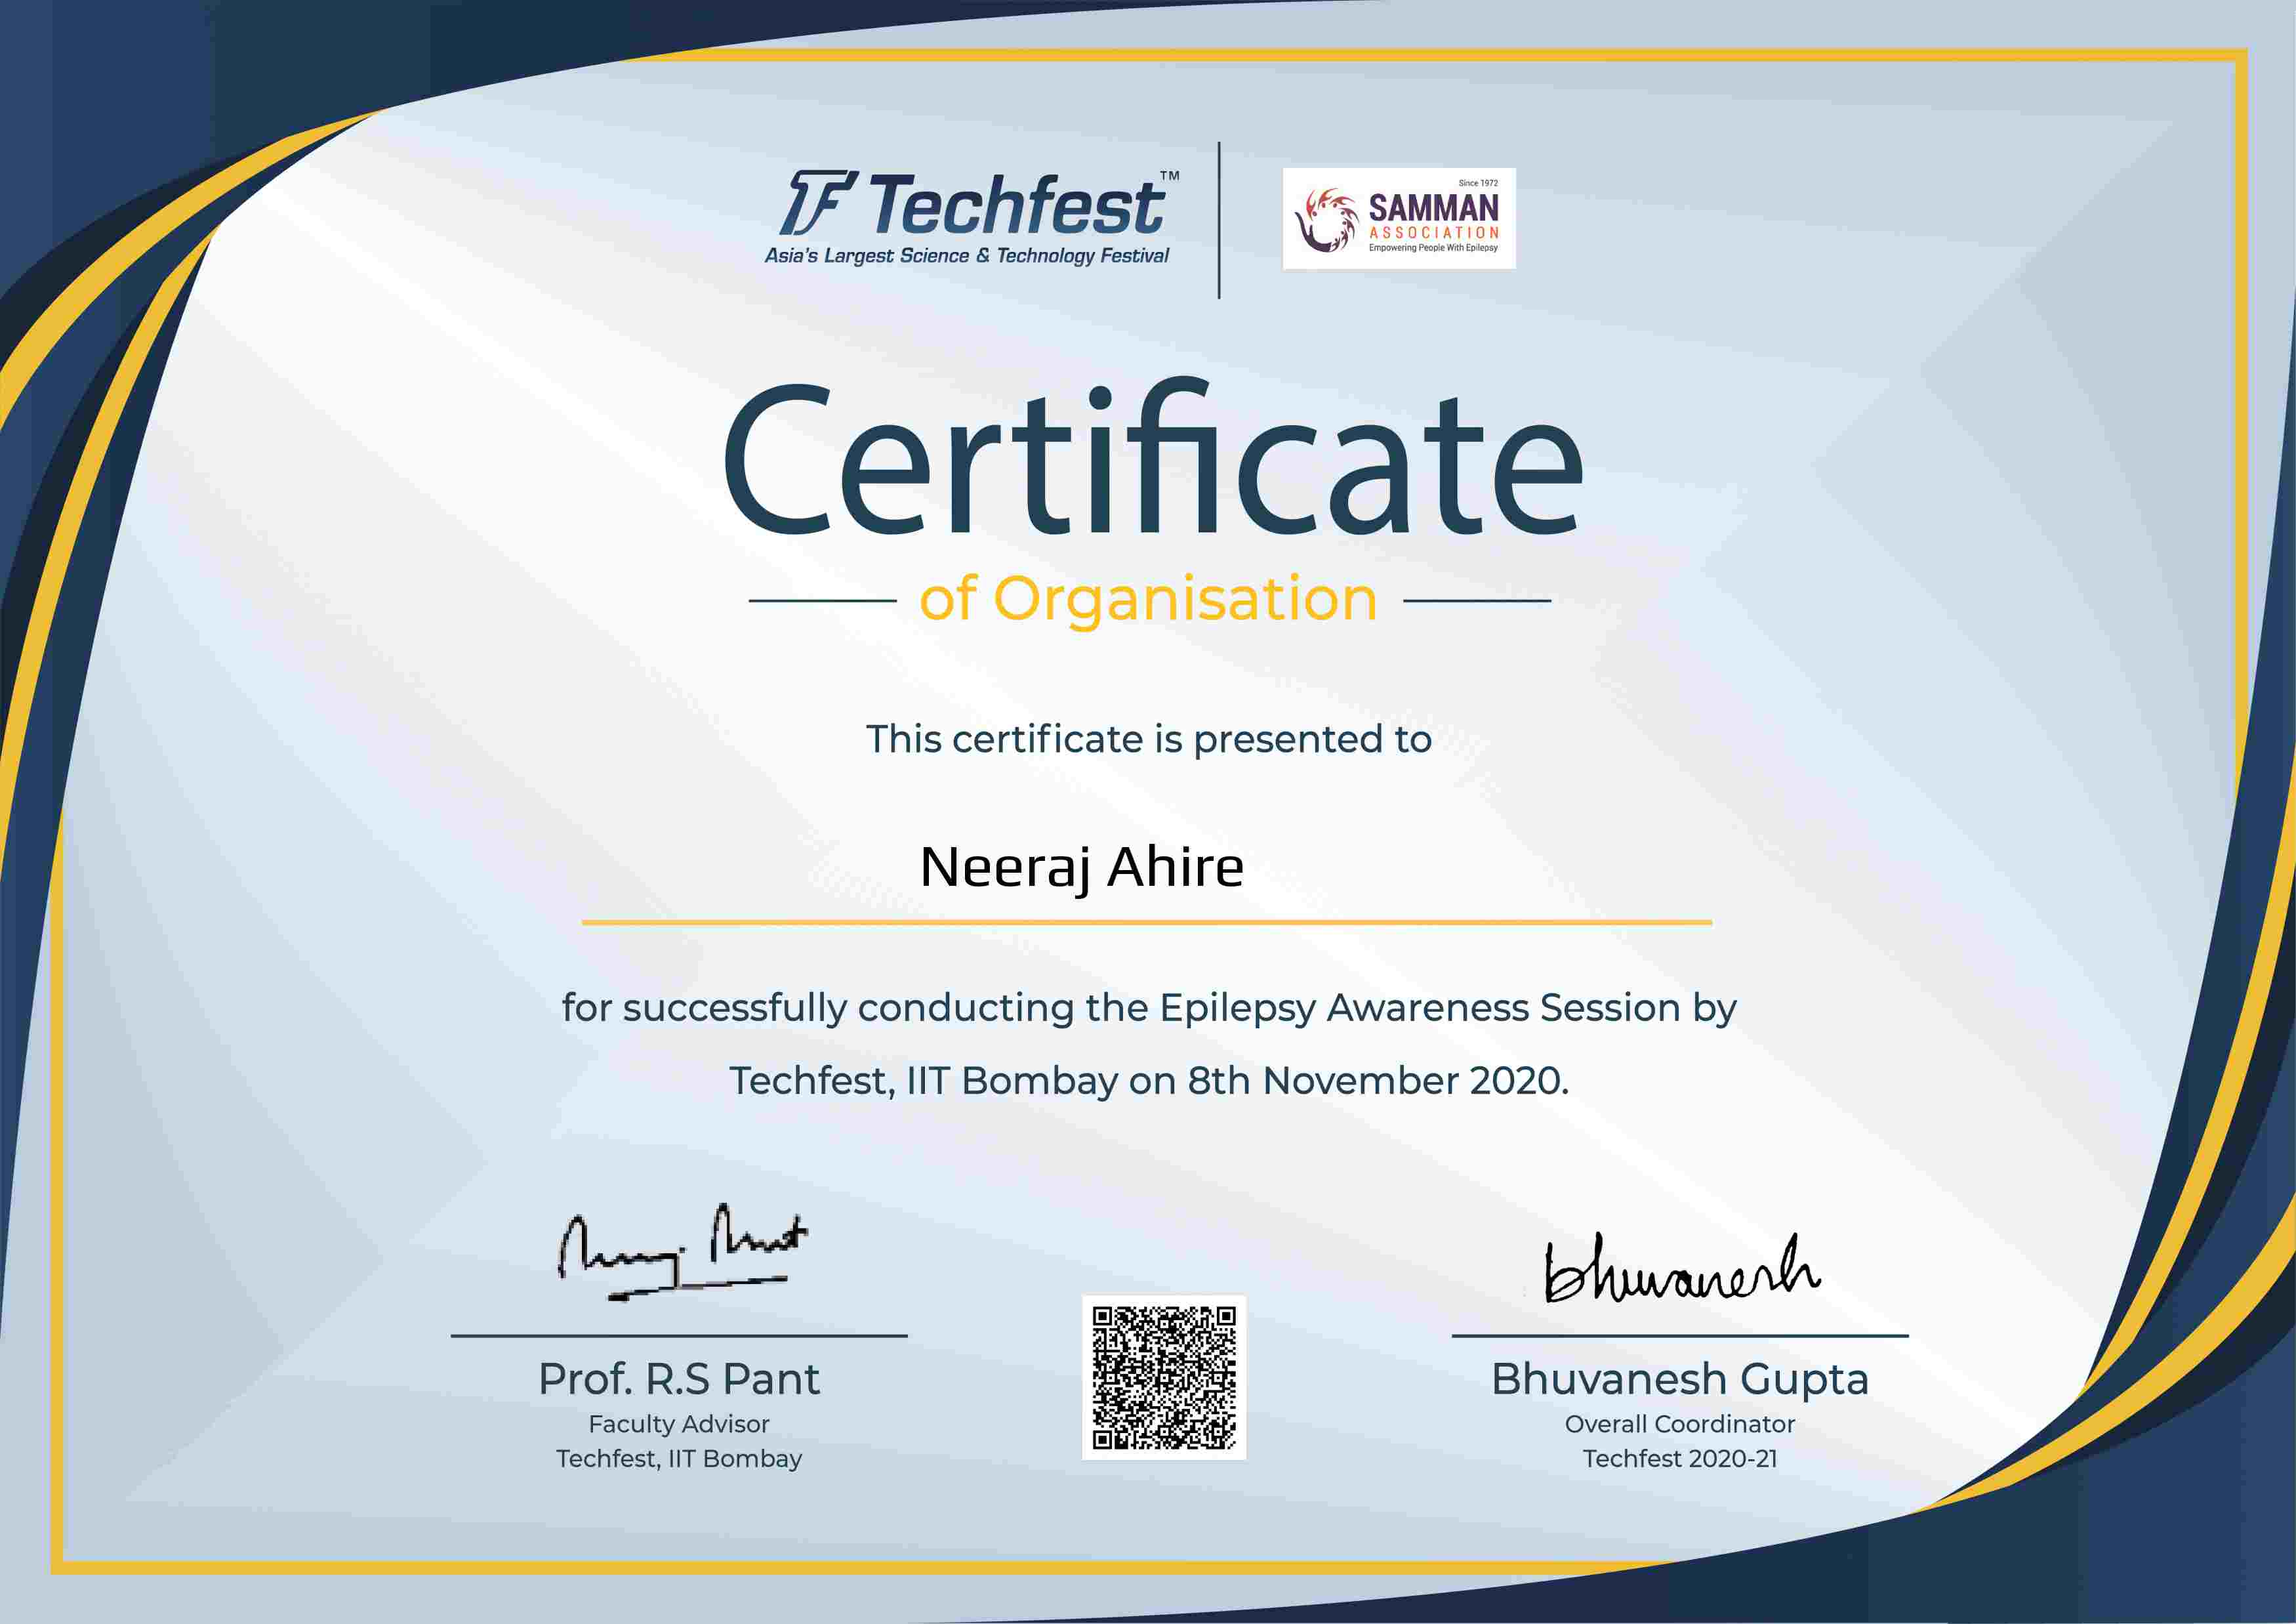 TF Techfest™
Asia's Largest Science & Technology Festival
Since 1972
SAMMAN
ASSOCIATION
Empowering People With Epilepsy
Certificate
of Organisation
This certificate is presented to
Neeraj Ahire
for successfully conducting the Epilepsy Awareness Session by
Techfest, IIT Bombay on 8th November 2020.
bhuvanesh
Prof. R.S Pant
Faculty Advisor
Techfest, IIT Bombay
Bhuvanesh Gupta
Overall Coordinator
Techfest 2020-21